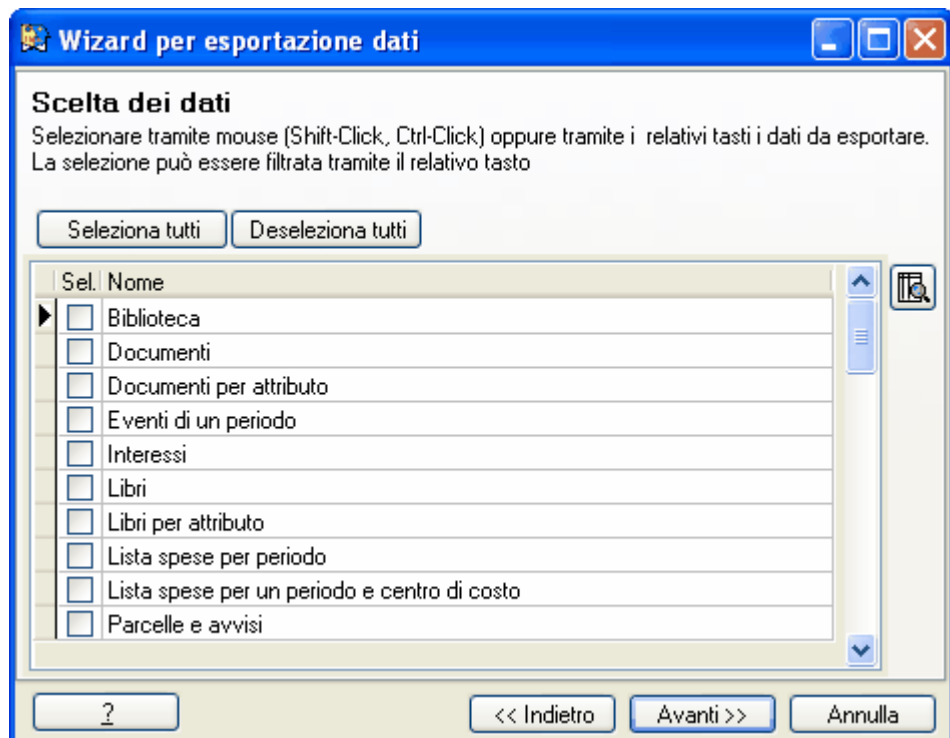 Wizard per esportazione dati
Scelta dei dati
Selezionare tramite mouse (Shift-Click, Ctrl-Click) oppure tramite i relativi tasti i dati da esportare.
La selezione può essere filtrata tramite il relativo tasto
Seleziona tutti Deseleziona tutti
Sel. Nome
Biblioteca
Documenti
Documenti per attributo
Eventi di un periodo
Interessi
Libri
Libri per attributo
Lista spese per periodo
Lista spese per un periodo e centro di costo
Parcelle e avvisi
? << Indietro Avanti >> Annulla